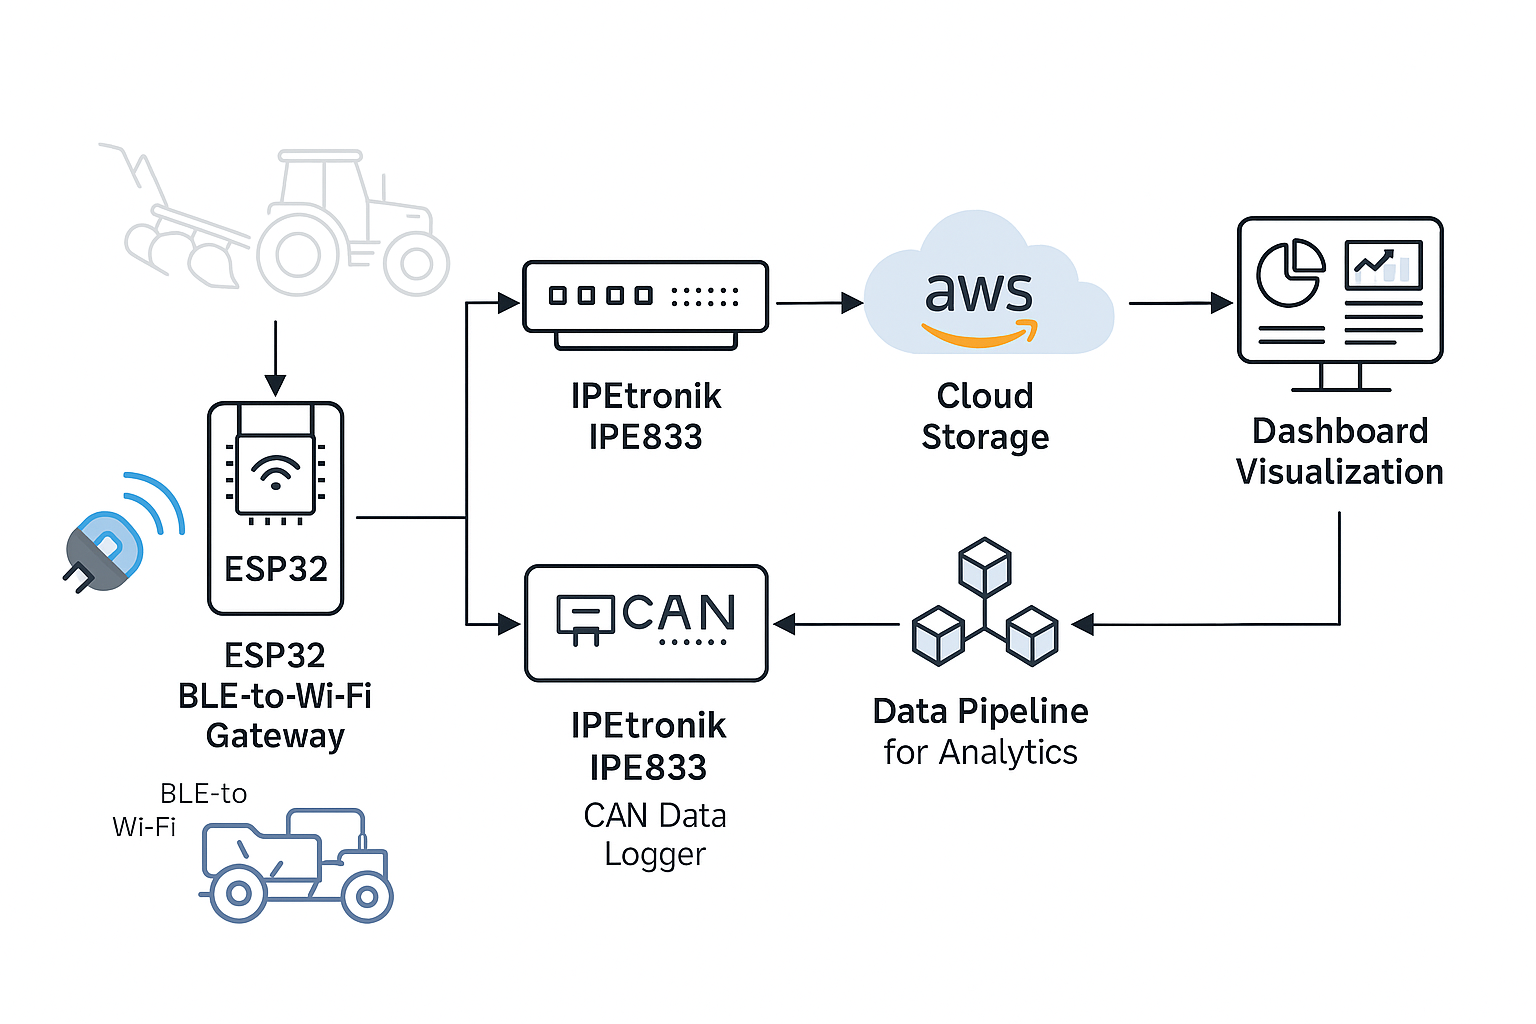 ESP32
ESP32
BLE-to-Wi-Fi
Gateway
BLE-to
Wi-Fi
IPEtronik
IPE833
aws
Cloud
Storage
Dashboard
Visualization
CAN
IPEtronik
IPE833
CAN Data
Logger
Data Pipeline
for Analytics